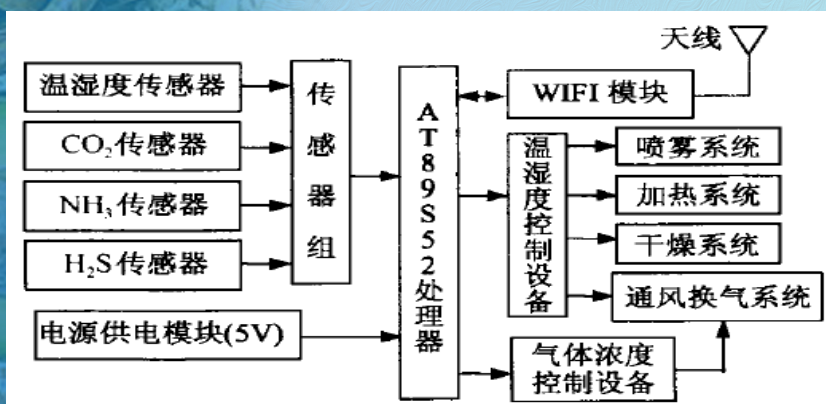 天线
温湿度传感器
CO₂传感器
NH₃传感器
H₂S传感器
电源供电模块(5V)
传感器组
AT89S52处理器
WIFI 模块
温湿度控制设备
喷雾系统
加热系统
干燥系统
通风换气系统
气体浓度
控制设备